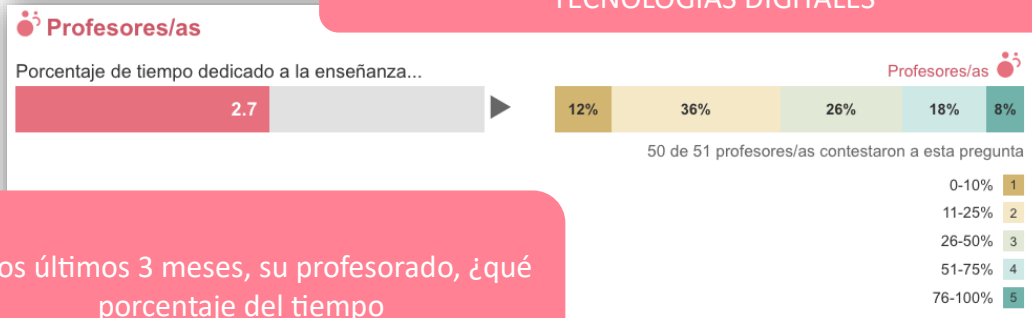 TECNOLOGÍAS DIGITALES
Profesores/as
Porcentaje de tiempo dedicado a la enseñanza...
Profesores/as
2.7
12% 36% 26% 18% 8%
50 de 51 profesores/as contestaron a esta pregunta
0-10% 1
11-25% 2
26-50% 3
51-75% 4
76-100% 5
os últimos 3 meses, su profesorado, ¿qué
porcentaje del tiempo